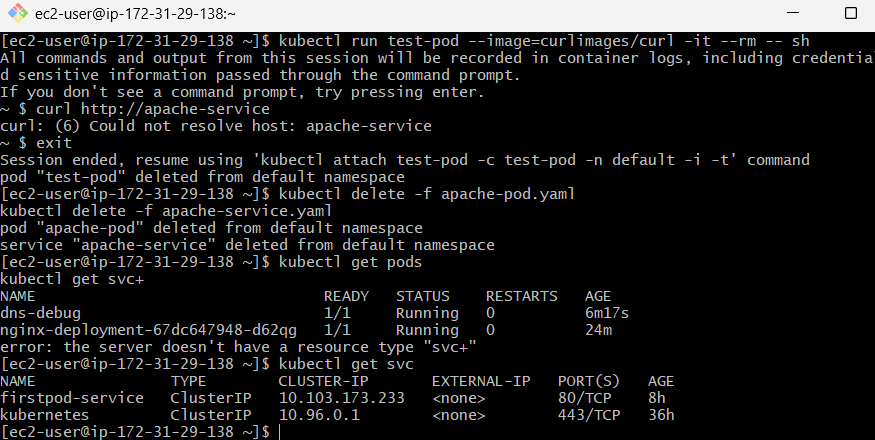 ec2-user@ip-172-31-29-138:~
[ec2-user@ip-172-31-29-138 ~]$ kubectl run test-pod --image=curlimages/curl -it --rm -- sh
All commands and output from this session will be recorded in container logs, including credentia
d sensitive information passed through the command prompt.
If you don't see a command prompt, try pressing enter.
~ $ curl http://apache-service
curl: (6) Could not resolve host: apache-service
~ $ exit
Session ended, resume using 'kubectl attach test-pod -c test-pod -n default -i -t' command
pod "test-pod" deleted from default namespace
[ec2-user@ip-172-31-29-138 ~]$ kubectl delete -f apache-pod.yaml
kubectl delete -f apache-service.yaml
pod "apache-pod" deleted from default namespace
service "apache-service" deleted from default namespace
[ec2-user@ip-172-31-29-138 ~]$ kubectl get pods
kubectl get svc+
NAME                                READY   STATUS    RESTARTS   AGE
dns-debug                           1/1     Running   0          6m17s
nginx-deployment-67dc647948-d62qg   1/1     Running   0          24m
error: the server doesn't have a resource type "svc+"
[ec2-user@ip-172-31-29-138 ~]$ kubectl get svc
NAME               TYPE        CLUSTER-IP       EXTERNAL-IP   PORT(S)   AGE
firstpod-service   ClusterIP   10.103.173.233   <none>        80/TCP    8h
kubernetes         ClusterIP   10.96.0.1        <none>        443/TCP   36h
[ec2-user@ip-172-31-29-138 ~]$